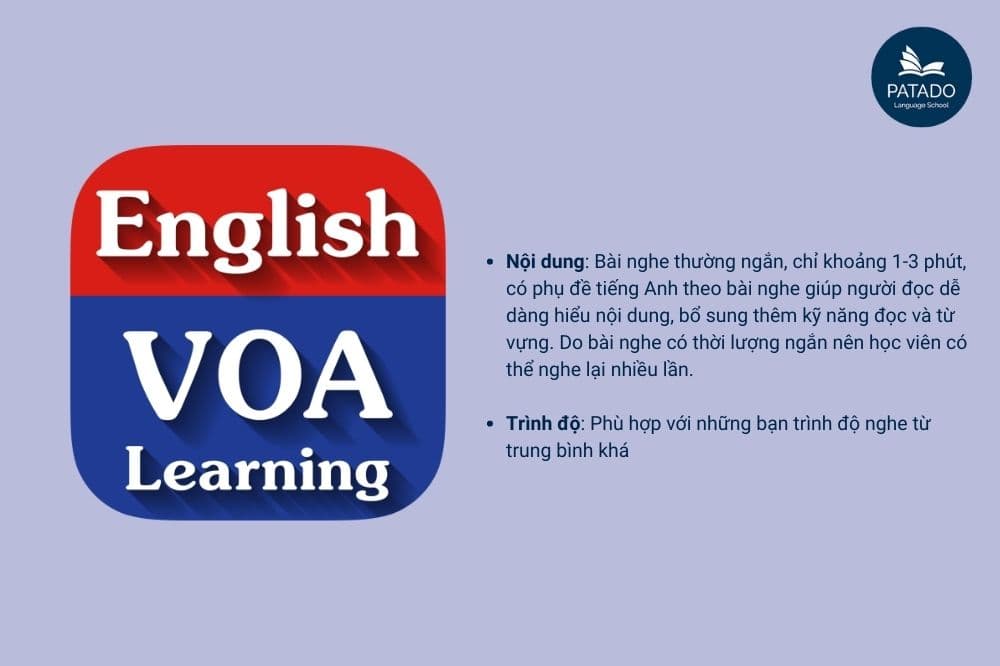 PATADO
Language School
English
VOA
Learning
• Nội dung: Bài nghe thường ngắn, chỉ khoảng 1-3 phút,
có phụ đề tiếng Anh theo bài nghe giúp người đọc dễ
dàng hiểu nội dung, bổ sung thêm kỹ năng đọc và từ
vựng. Do bài nghe có thời lượng ngắn nên học viên có
thể nghe lại nhiều lần.
• Trình độ: Phù hợp với những bạn trình độ nghe từ
trung bình khá